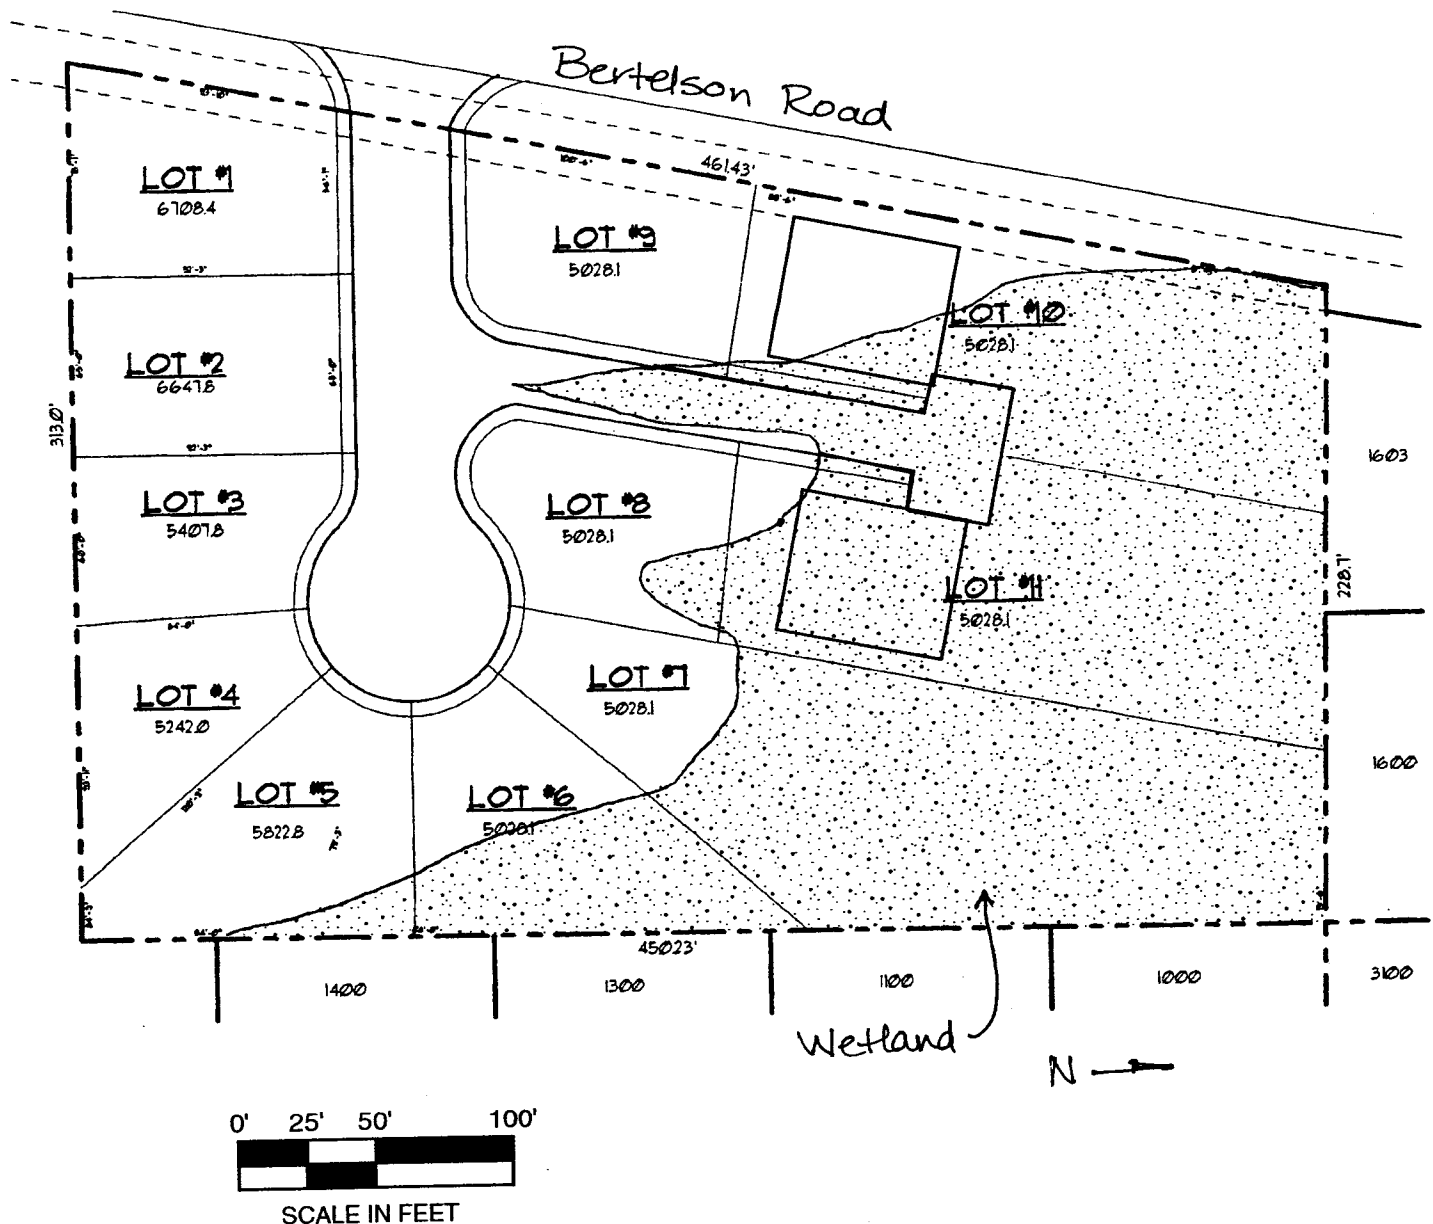 Bertelson Road
461.43'
LOT #1
6708.4
LOT #9
5028.1
LOT #10
5028.1
LOT #2
6647.8
313.0'
1603
LOT #3
5407.8
LOT #8
5028.1
LOT #11
5028.1
228.7'
LOT #7
5028.1
LOT #4
5242.0
1600
LOT #5
5822.8
LOT #6
5028.1
450.23'
1400
1300
1100
1000
3100
Wetland
N
0' 25' 50' 100'
SCALE IN FEET